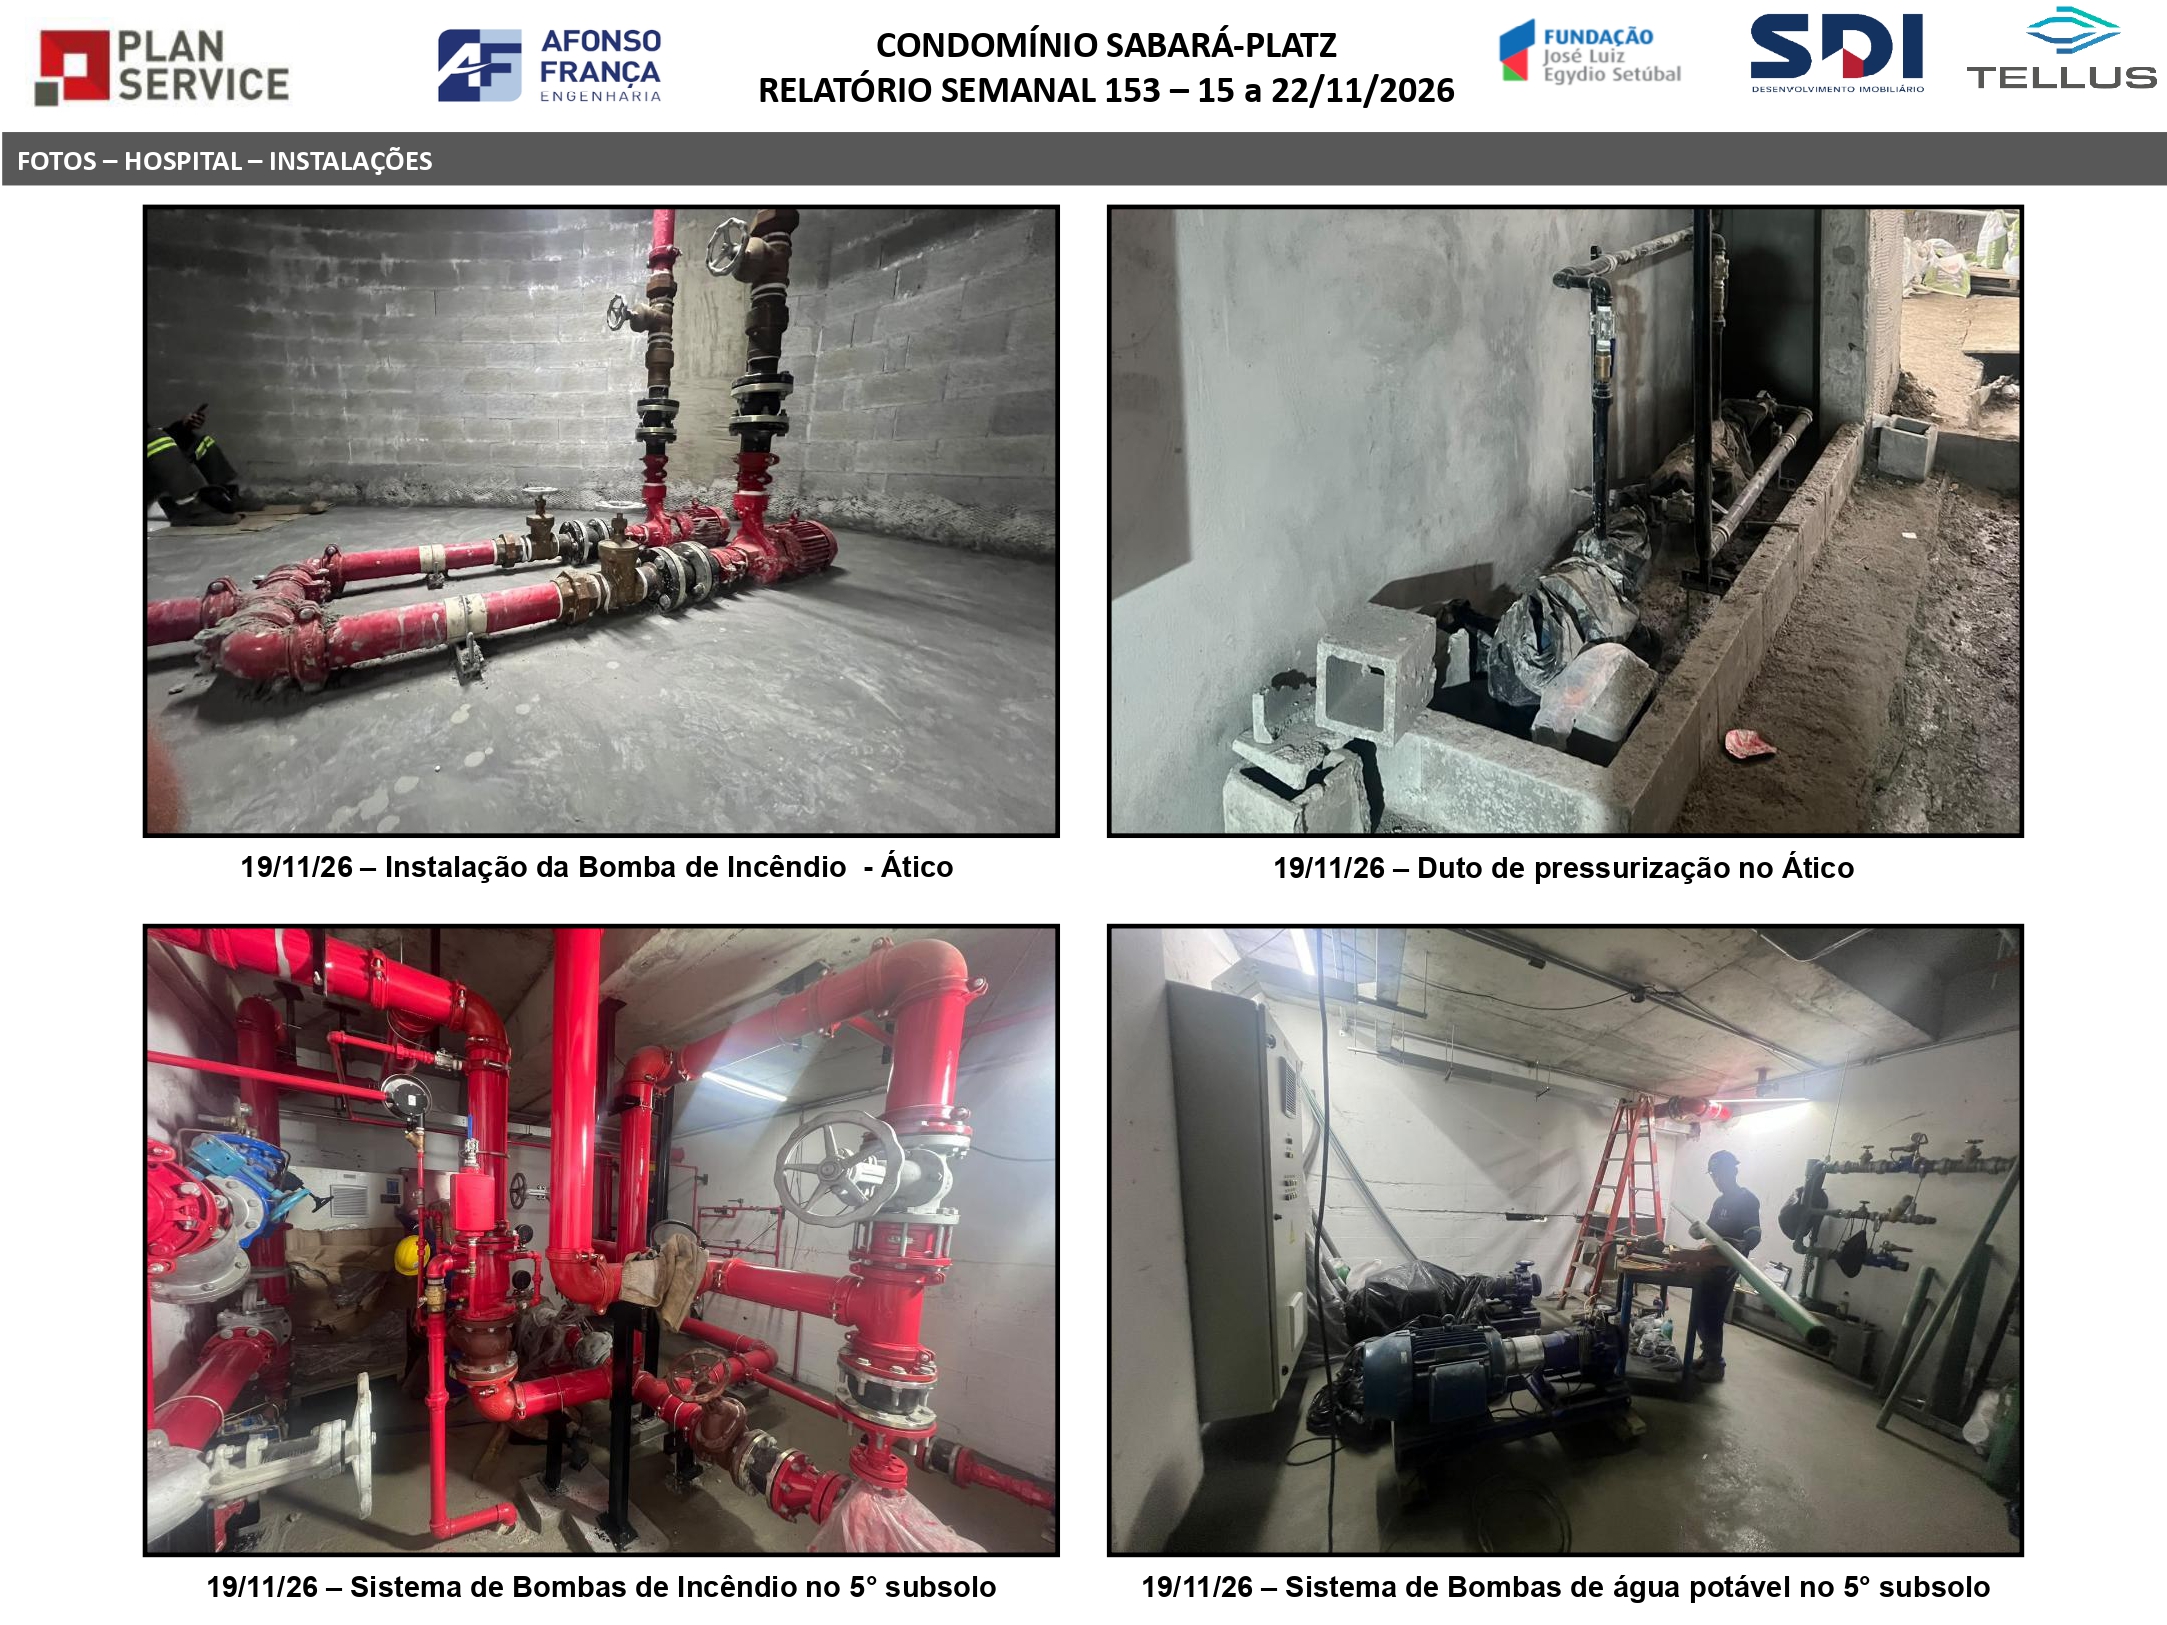 PLAN
SERVICE
AF
AFONSO
FRANÇA
ENGENHARIA
CONDOMÍNIO SABARÁ-PLATZ
RELATÓRIO SEMANAL 153 – 15 a 22/11/2026
FUNDAÇÃO
José Luiz
Egydio Setúbal
SDI
DESENVOLVIMENTO IMOBILIÁRIO
TELLUS
FOTOS – HOSPITAL – INSTALAÇÕES
19/11/26 – Instalação da Bomba de Incêndio  - Ático
19/11/26 – Duto de pressurização no Ático
19/11/26 – Sistema de Bombas de Incêndio no 5° subsolo
19/11/26 – Sistema de Bombas de água potável no 5° subsolo